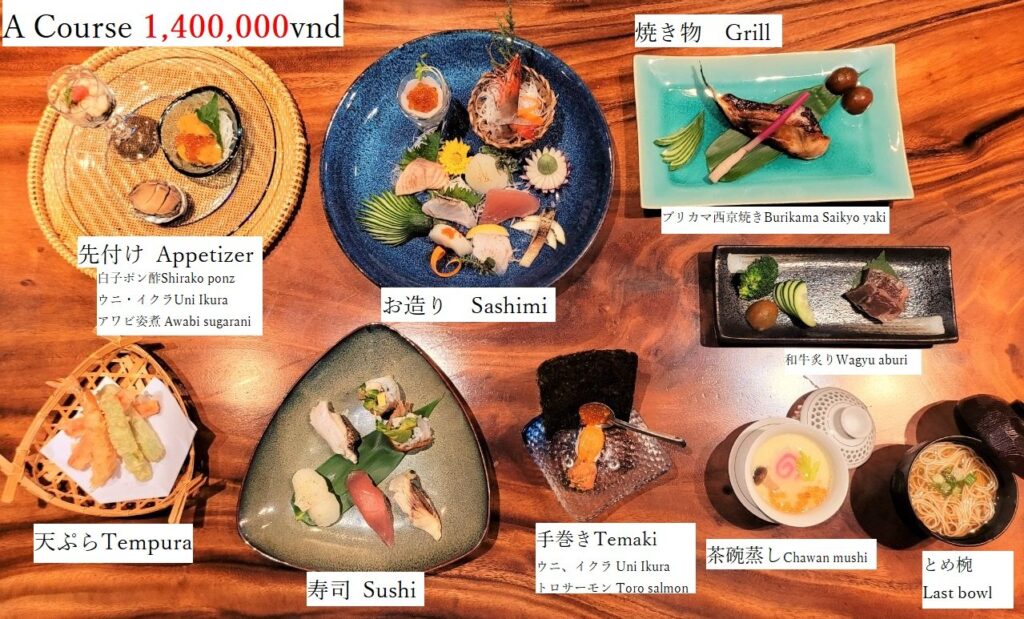 A Course 1,400,000vnd
先付け Appetizer
白子ポン酢Shirako ponz
ウニ・イクラUni Ikura
アワビ姿煮 Awabi sugarani
お造り Sashimi
焼き物 Grill
ブリカマ西京焼きBurikama Saikyo yaki
和牛炙りWagyu aburi
天ぷらTempura
寿司 Sushi
手巻きTemaki
ウニ、イクラ Uni Ikura
トロサーモン Toro salmon
茶碗蒸しChawan mushi
とめ椀
Last bowl